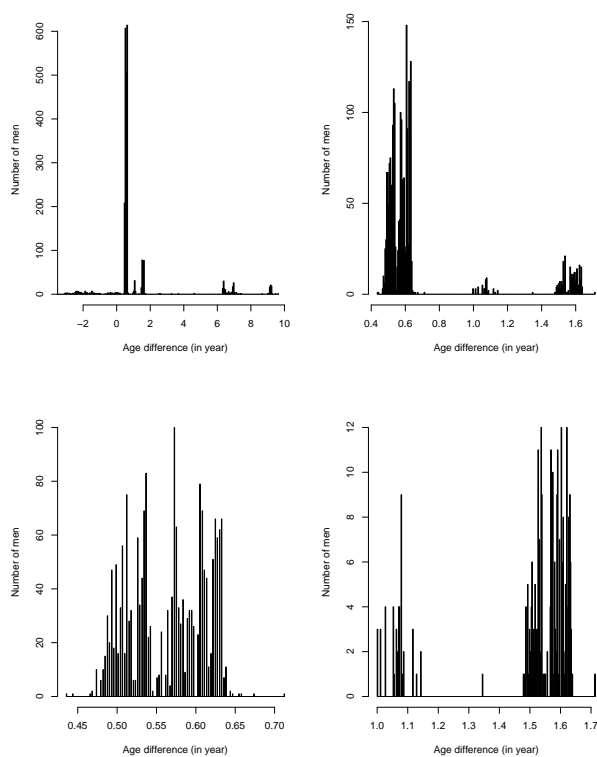 Number of men
0 100 200 300 400 500 600
−2 0 2 4 6 8 10
Age difference (in year)
Number of men
0 50 100 150
0.4 0.6 0.8 1.0 1.2 1.4 1.6
Age difference (in year)
Number of men
0 20 40 60 80 100
0.45 0.50 0.55 0.60 0.65 0.70
Age difference (in year)
Number of men
0 2 4 6 8 10 12
1.0 1.1 1.2 1.3 1.4 1.5 1.6 1.7
Age difference (in year)